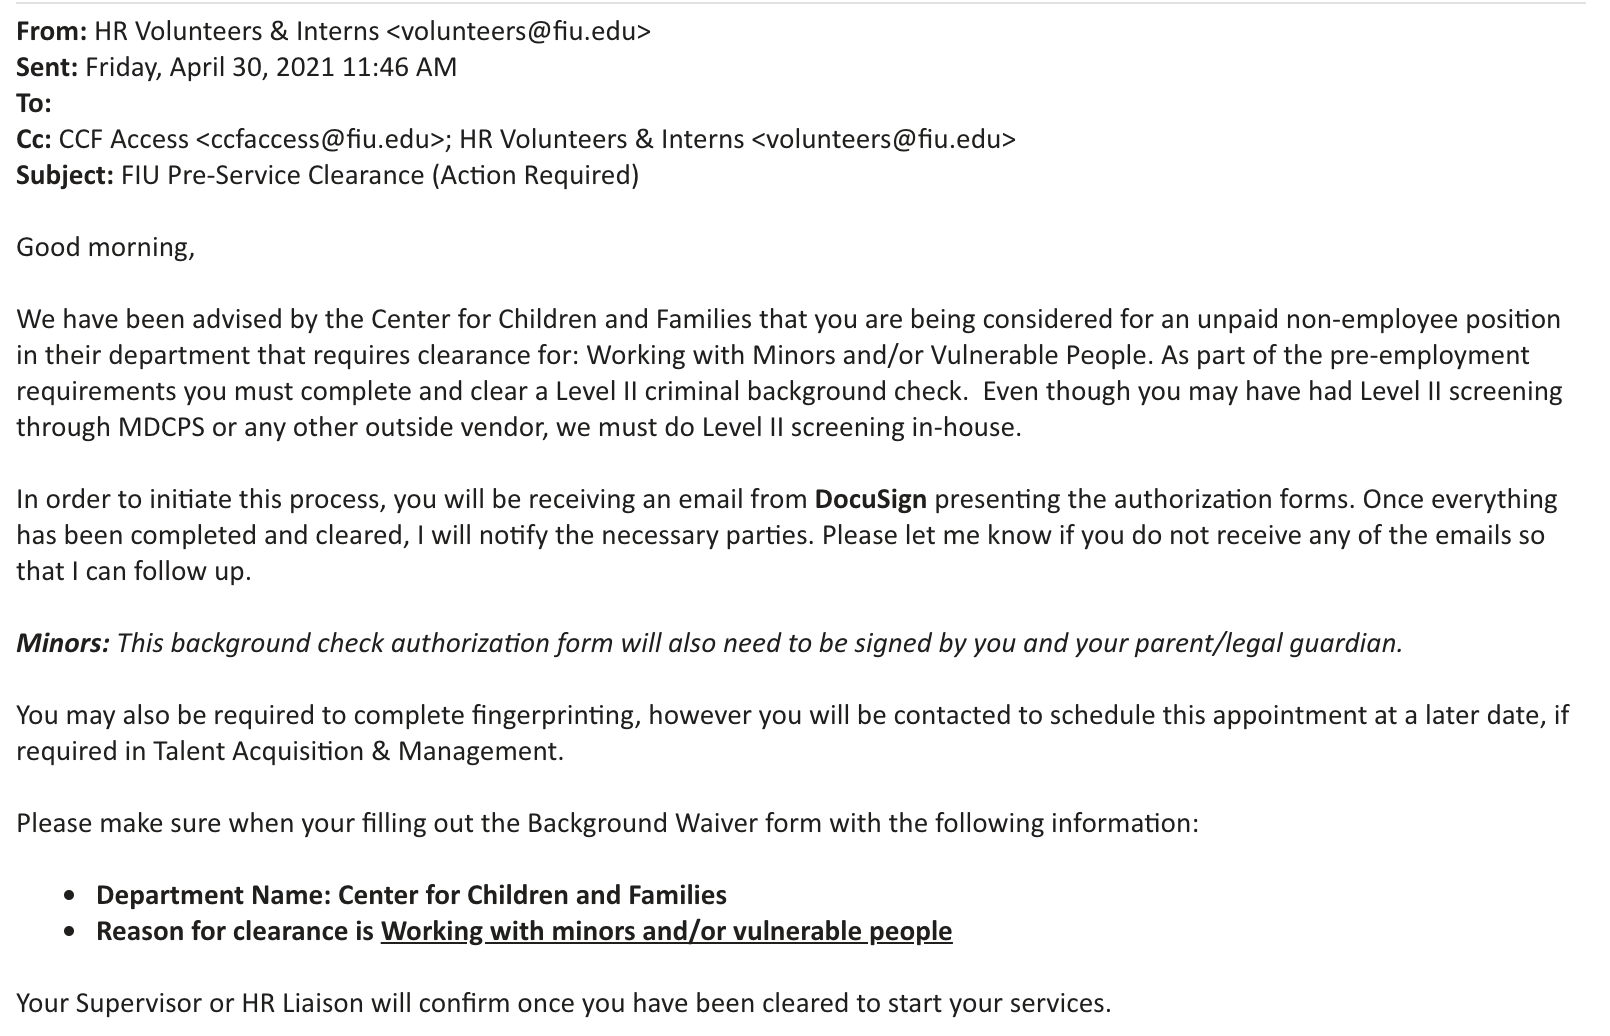 From: HR Volunteers & Interns <volunteers@fiu.edu>
Sent: Friday, April 30, 2021 11:46 AM
To:
Cc: CCF Access <ccfaccess@fiu.edu>; HR Volunteers & Interns <volunteers@fiu.edu>
Subject: FIU Pre-Service Clearance (Action Required)
Good morning,
We have been advised by the Center for Children and Families that you are being considered for an unpaid non-employee position
in their department that requires clearance for: Working with Minors and/or Vulnerable People. As part of the pre-employment
requirements you must complete and clear a Level II criminal background check.  Even though you may have had Level II screening
through MDCPS or any other outside vendor, we must do Level II screening in-house.
In order to initiate this process, you will be receiving an email from DocuSign presenting the authorization forms. Once everything
has been completed and cleared, I will notify the necessary parties. Please let me know if you do not receive any of the emails so
that I can follow up.
Minors: This background check authorization form will also need to be signed by you and your parent/legal guardian.
You may also be required to complete fingerprinting, however you will be contacted to schedule this appointment at a later date, if
required in Talent Acquisition & Management.
Please make sure when your filling out the Background Waiver form with the following information:
• Department Name: Center for Children and Families
• Reason for clearance is Working with minors and/or vulnerable people
Your Supervisor or HR Liaison will confirm once you have been cleared to start your services.